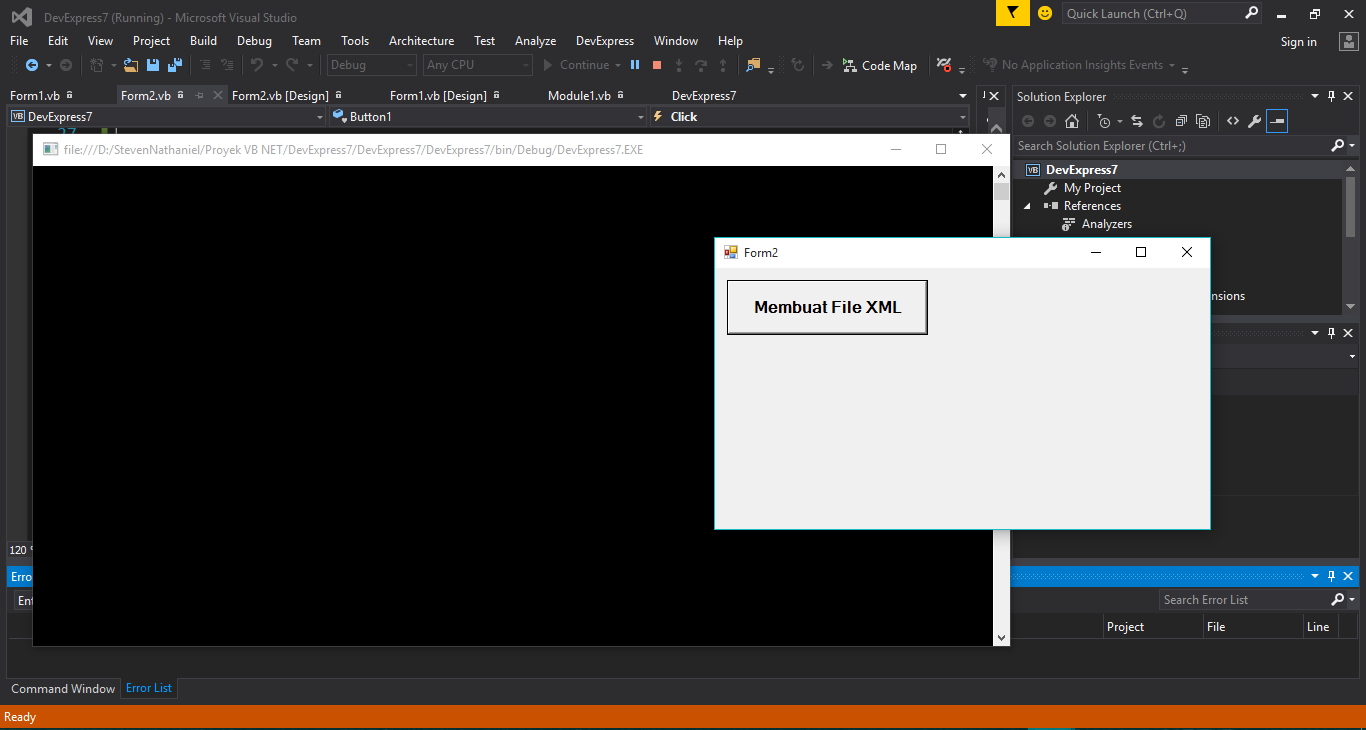 DevExpress7 (Running) - Microsoft Visual Studio
Quick Launch (Ctrl+Q)
File Edit View Project Build Debug Team Tools Architecture Test Analyze DevExpress Window Help
Sign in
Debug Any CPU Continue Code Map No Application Insights Events
Form1.vb Form2.vb Form2.vb [Design] Form1.vb [Design] Module1.vb DevExpress7
Solution Explorer
VB DevExpress7 Button1 Click
Search Solution Explorer (Ctrl+;)
file:///D:/StevenNathaniel/Proyek VB NET/DevExpress7/DevExpress7/DevExpress7/bin/Debug/DevExpress7.EXE
VB DevExpress7
My Project
References
Analyzers
Form2
nsions
Membuat File XML
120 %
Erro
Ent
Search Error List
Project File Line
Command Window Error List
Ready